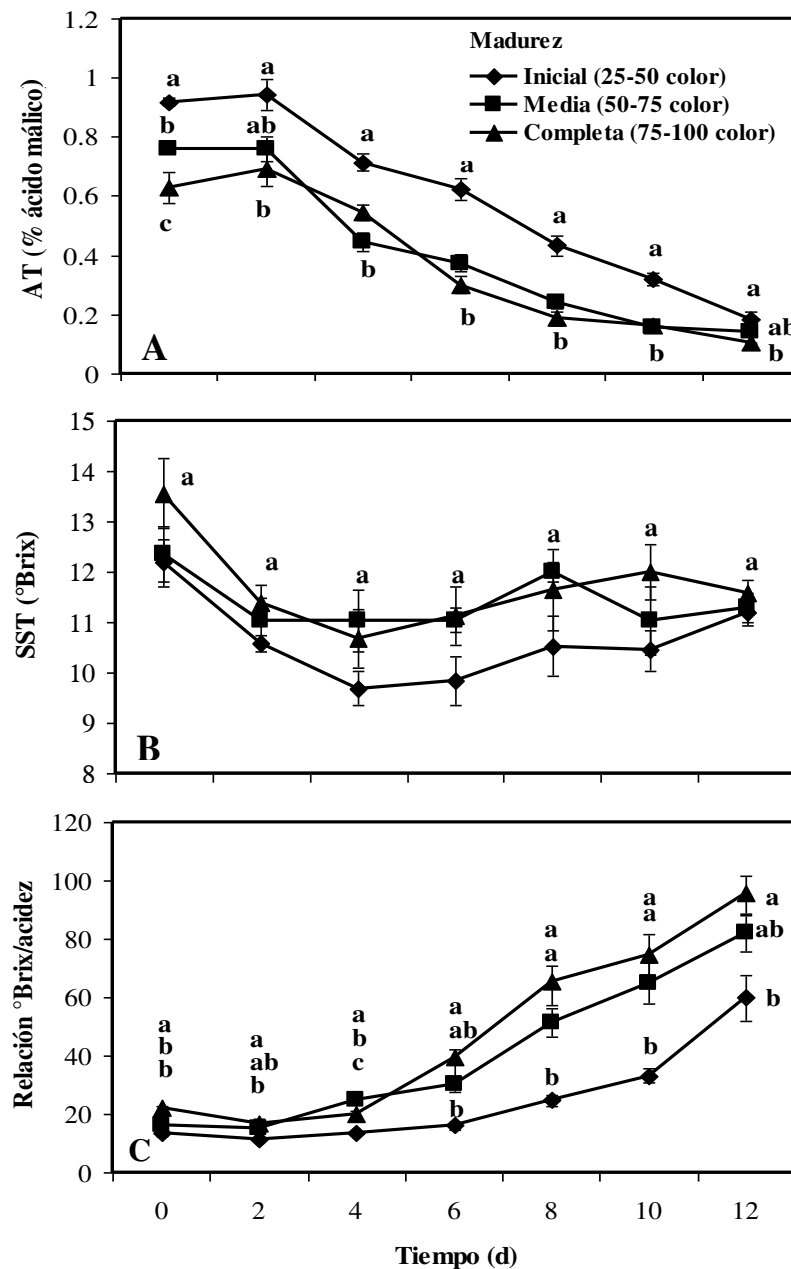 1.2
1
0.8
0.6
0.4
0.2
0
AT (% ácido málico)
Madurez
Inicial (25-50 color)
Media (50-75 color)
Completa (75-100 color)
a a a a a a a
b ab
c b b b b b ab
b
A
15
14
13
12
11
10
9
8
SST (°Brix)
a a a a a a a
B
120
100
80
60
40
20
0
Relación °Brix/acidez
a a a a a a a
b ab b ab a a ab
b b c b b b b
C
0 2 4 6 8 10 12
Tiempo (d)